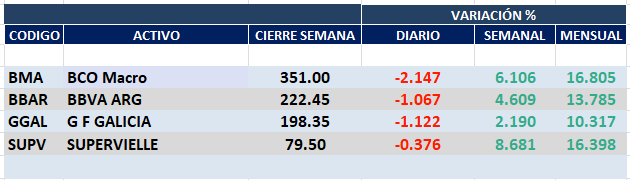 VARIACIÓN %
CODIGO ACTIVO CIERRE SEMANA DIARIO SEMANAL MENSUAL
BMA BCO Macro 351.00 -2.147 6.106 16.805
BBAR BBVA ARG 222.45 -1.067 4.609 13.785
GGAL G F GALICIA 198.35 -1.122 2.190 10.317
SUPV SUPERVIELLE 79.50 -0.376 8.681 16.398